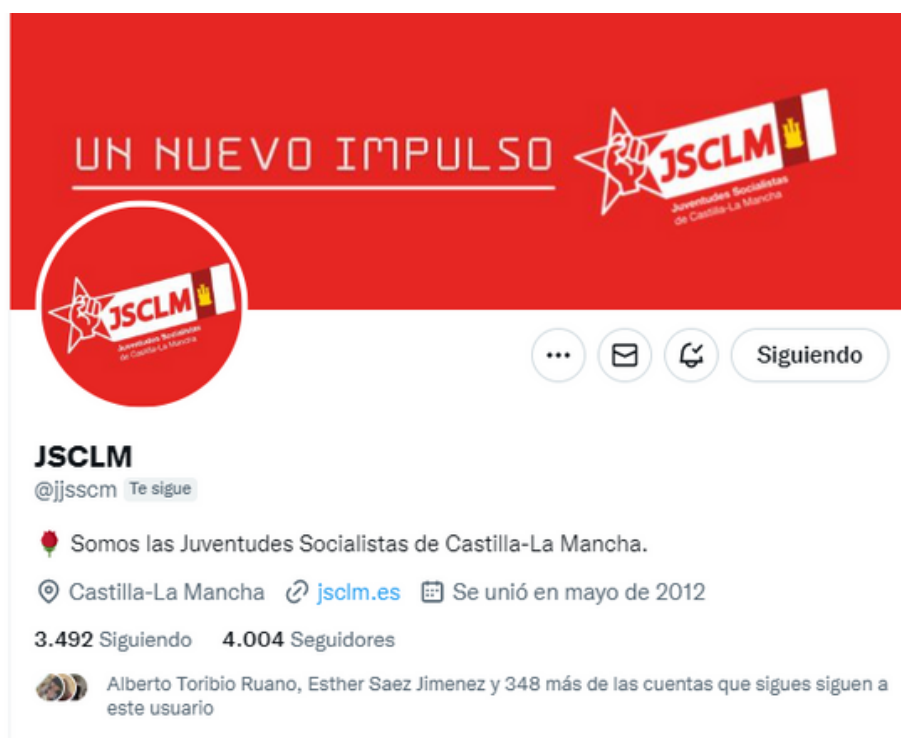 UN NUEVO IMPULSO
JSCLM
Juventudes Socialistas
de Castilla-La Mancha
JSCLM
Juventudes Socialistas
de Castilla-La Mancha
Siguiendo
JSCLM
@jjsscm Te sigue
Somos las Juventudes Socialistas de Castilla-La Mancha.
Castilla-La Mancha jsclm.es Se unió en mayo de 2012
3.492 Siguiendo 4.004 Seguidores
Alberto Toribio Ruano, Esther Saez Jimenez y 348 más de las cuentas que sigues siguen a
este usuario